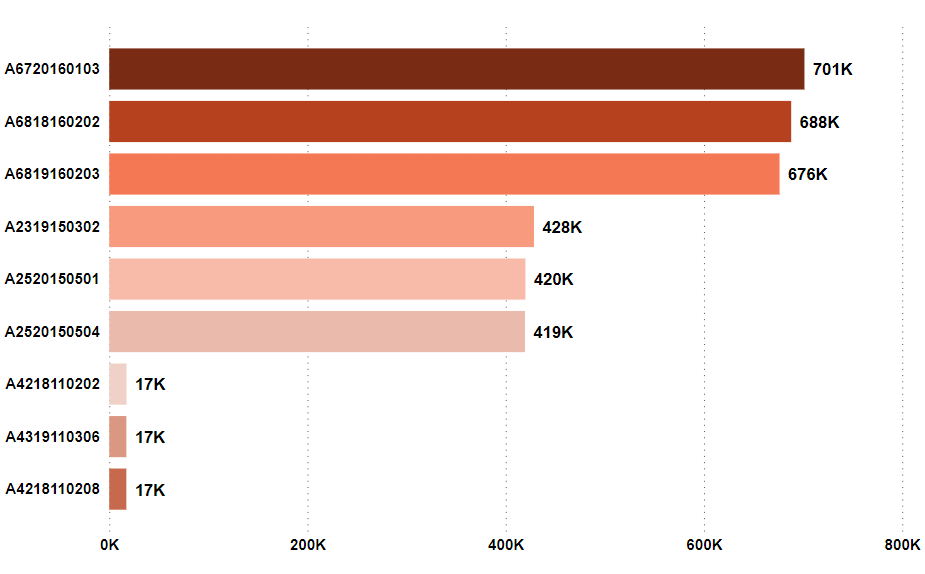 A6720160103 701K
A6818160202 688K
A6819160203 676K
A2319150302 428K
A2520150501 420K
A2520150504 419K
A4218110202 17K
A4319110306 17K
A4218110208 17K
0K 200K 400K 600K 800K